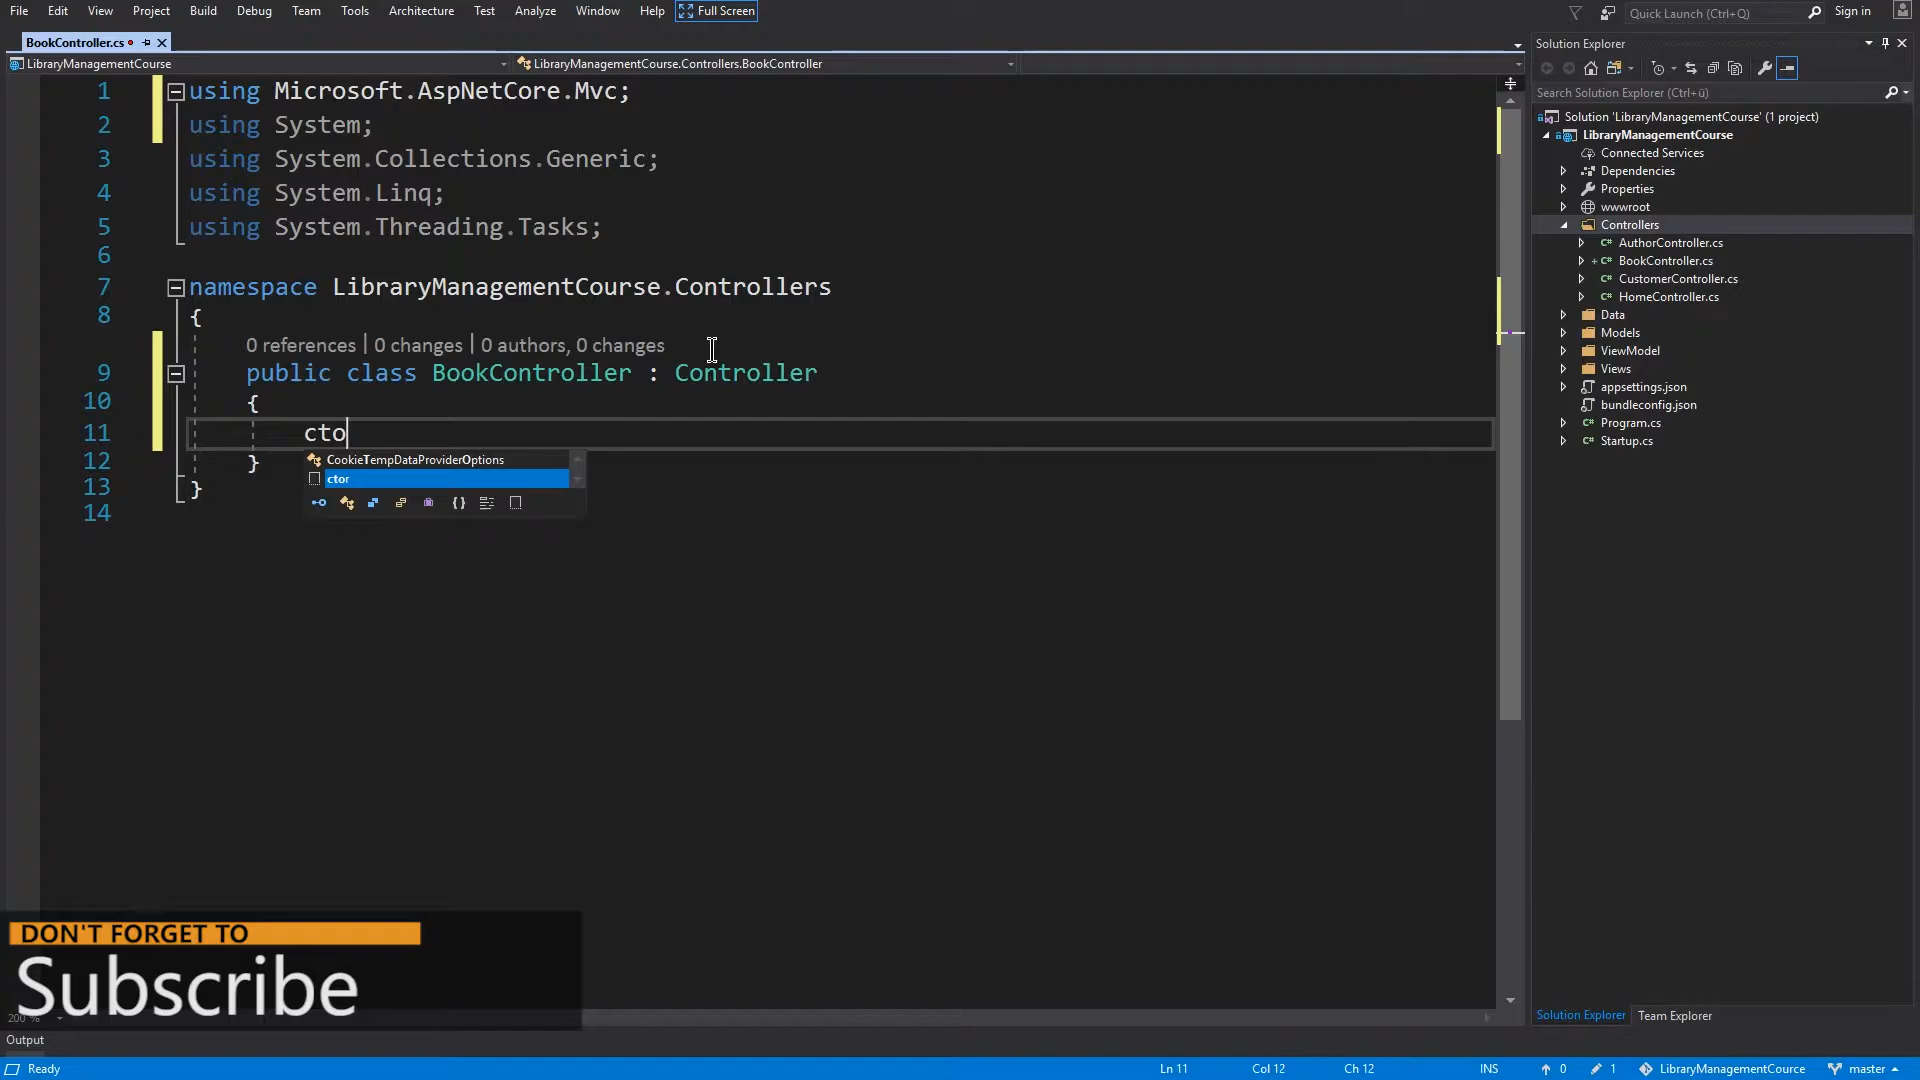 File Edit View Project Build Debug Team Tools Architecture Test Analyze Window Help Full Screen Quick Launch (Ctrl+Q) Sign in
BookController.cs
LibraryManagementCourse LibraryManagementCourse.Controllers.BookController
1 using Microsoft.AspNetCore.Mvc;
2 using System;
3 using System.Collections.Generic;
4 using System.Linq;
5 using System.Threading.Tasks;
6
7 namespace LibraryManagementCourse.Controllers
8 {
0 references | 0 changes | 0 authors, 0 changes
9 public class BookController : Controller
10 {
11 cto
12 }
13 }
14
CookieTempDataProviderOptions
ctor
Solution Explorer
Search Solution Explorer (Ctrl+ü)
Solution 'LibraryManagementCourse' (1 project)
LibraryManagementCourse
Connected Services
Dependencies
Properties
wwwroot
Controllers
C# AuthorController.cs
C# BookController.cs
C# CustomerController.cs
C# HomeController.cs
Data
Models
ViewModel
Views
appsettings.json
bundleconfig.json
C# Program.cs
C# Startup.cs
DON'T FORGET TO
Subscribe
200 %
Solution Explorer Team Explorer
Output
Ready Ln 11 Col 12 Ch 12 INS 0 1 LibraryManagementCource master